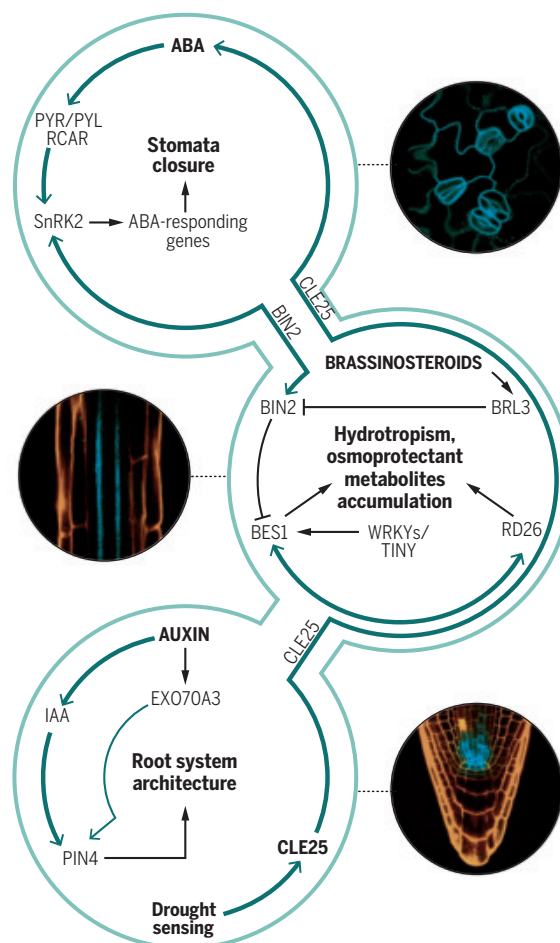 ABA
PYR/PYL
RCAR
Stomata
closure
SnRK2
ABA-responding
genes
CLE25
BIN2
BRASSINOSTEROIDS
BIN2
BRL3
Hydrotropism,
osmoprotectant
metabolites
accumulation
BES1
WRKYs/
TINY
RD26
CLE25
AUXIN
EXO70A3
IAA
Root system
architecture
PIN4
CLE25
Drought
sensing